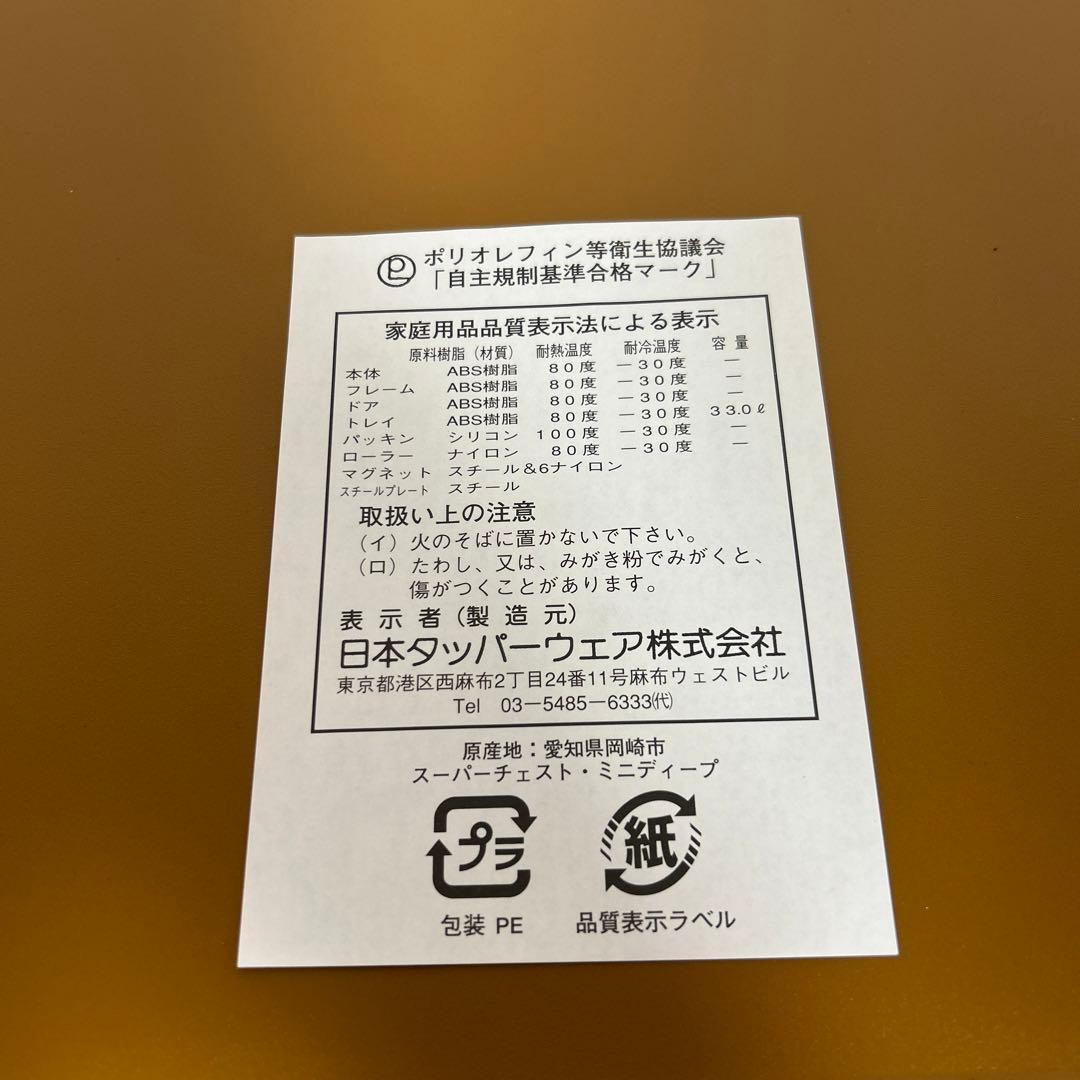 ポリオレフィン等衛生協議会
「自主規制基準合格マーク」
家庭用品品質表示法による表示
原料樹脂（材質） 耐熱温度 耐冷温度 容量
本体 ABS樹脂 80度 －30度 －
フレーム ABS樹脂 80度 －30度 －
ドア ABS樹脂 80度 －30度 －
トレイ ABS樹脂 80度 －30度 33.0ℓ
パッキン シリコン 100度 －30度 －
ローラー ナイロン 80度 －30度 －
マグネット スチール＆6ナイロン
スチールプレート スチール
取扱い上の注意
（イ）火のそばに置かないで下さい。
（ロ）たわし、又は、みがき粉でみがくと、
傷がつくことがあります。
表示者（製造元）
日本タッパーウェア株式会社
東京都港区西麻布2丁目24番11号麻布ウェストビル
Tel 03－5485－6333㈹
原産地：愛知県岡崎市
スーパーチェスト・ミニディープ
プラ 紙
包装 PE 品質表示ラベル